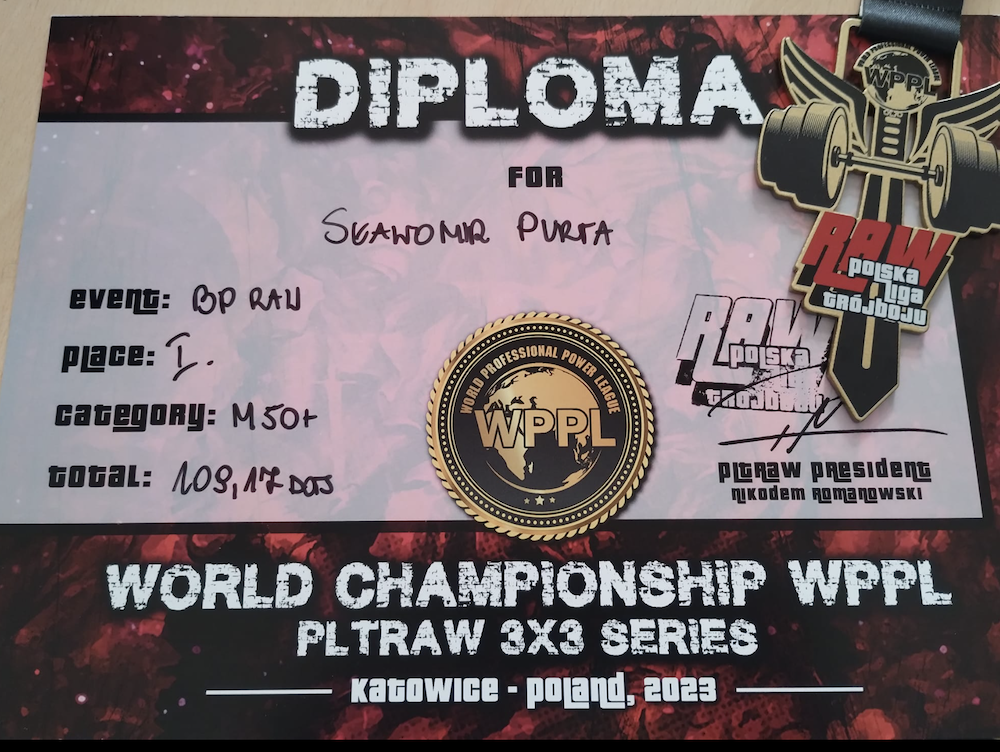 DIPLOMA
FOR
SŁAWOMIR PURTA
event: BP RAW
place: I.
category: M50+
total: 109,17 DOTS
WPPL
RAW
polska
liga
trójboju
WORLD PROFESSIONAL POWER LEAGUE
WPPL
RAW
polska
trójboju
PLTRAW PRESIDENT
NIKODEM ROMANOWSKI
WORLD CHAMPIONSHIP WPPL
PLTRAW 3X3 SERIES
Katowice - Poland, 2023